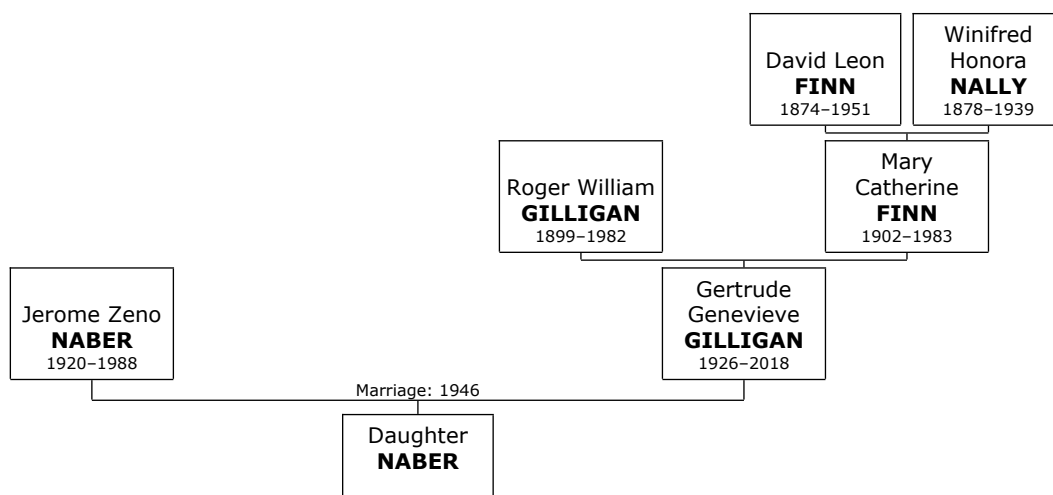 David Leon
FINN
1874–1951
Winifred
Honora
NALLY
1878–1939
Roger William
GILLIGAN
1899–1982
Mary
Catherine
FINN
1902–1983
Jerome Zeno
NABER
1920–1988
Gertrude
Genevieve
GILLIGAN
1926–2018
Marriage: 1946
Daughter
NABER